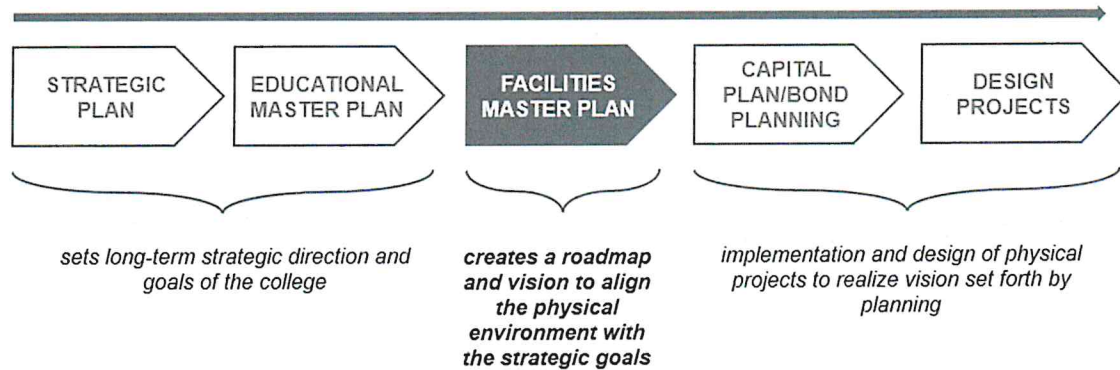 STRATEGIC
PLAN
EDUCATIONAL
MASTER PLAN
FACILITIES
MASTER PLAN
CAPITAL
PLAN/BOND
PLANNING
DESIGN
PROJECTS
sets long-term strategic direction and
goals of the college
creates a roadmap
and vision to align
the physical
environment with
the strategic goals
implementation and design of physical
projects to realize vision set forth by
planning